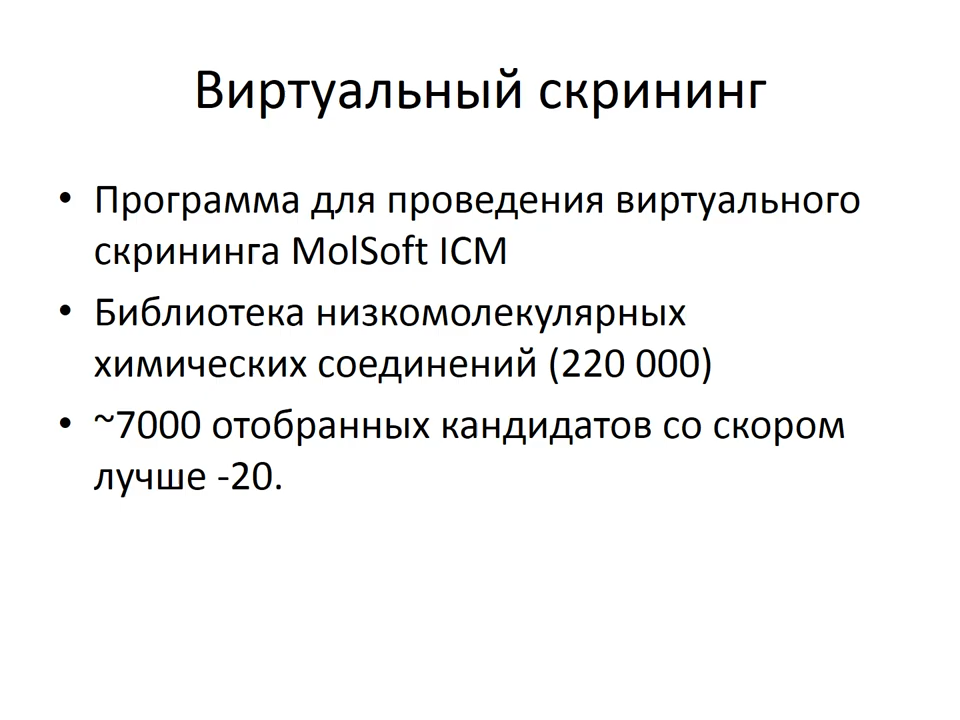 Виртуальный скрининг
• Программа для проведения виртуального
скрининга MolSoft ICM
• Библиотека низкомолекулярных
химических соединений (220 000)
• ~7000 отобранных кандидатов со скором
лучше -20.